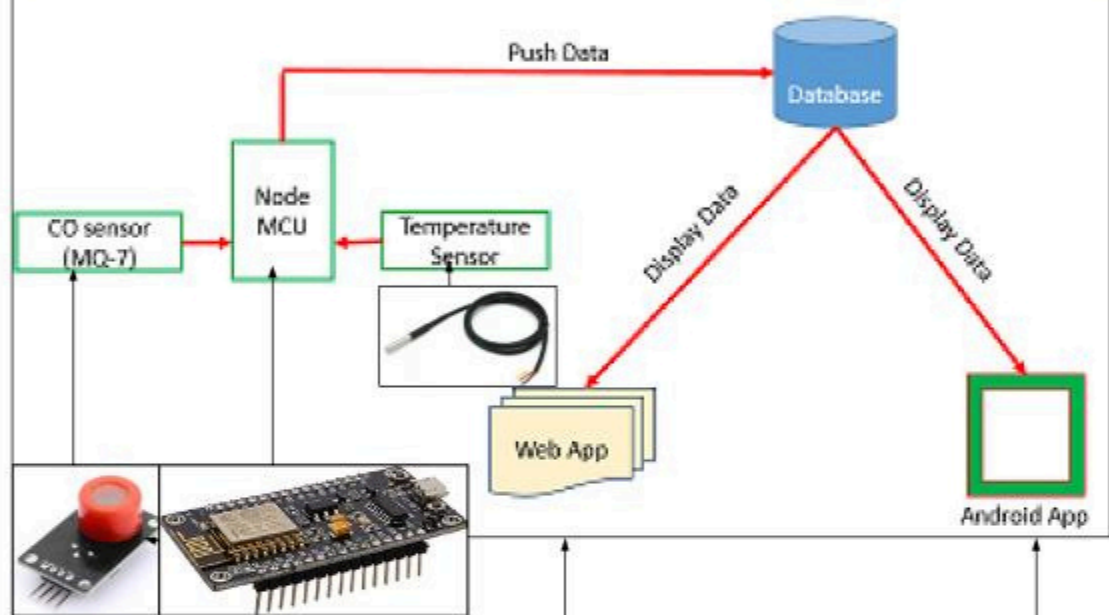 Push Data
Database
Node
MCU
CO sensor
(MQ-7)
Temperature
Sensor
Display Data
Display Data
Web App
Android App